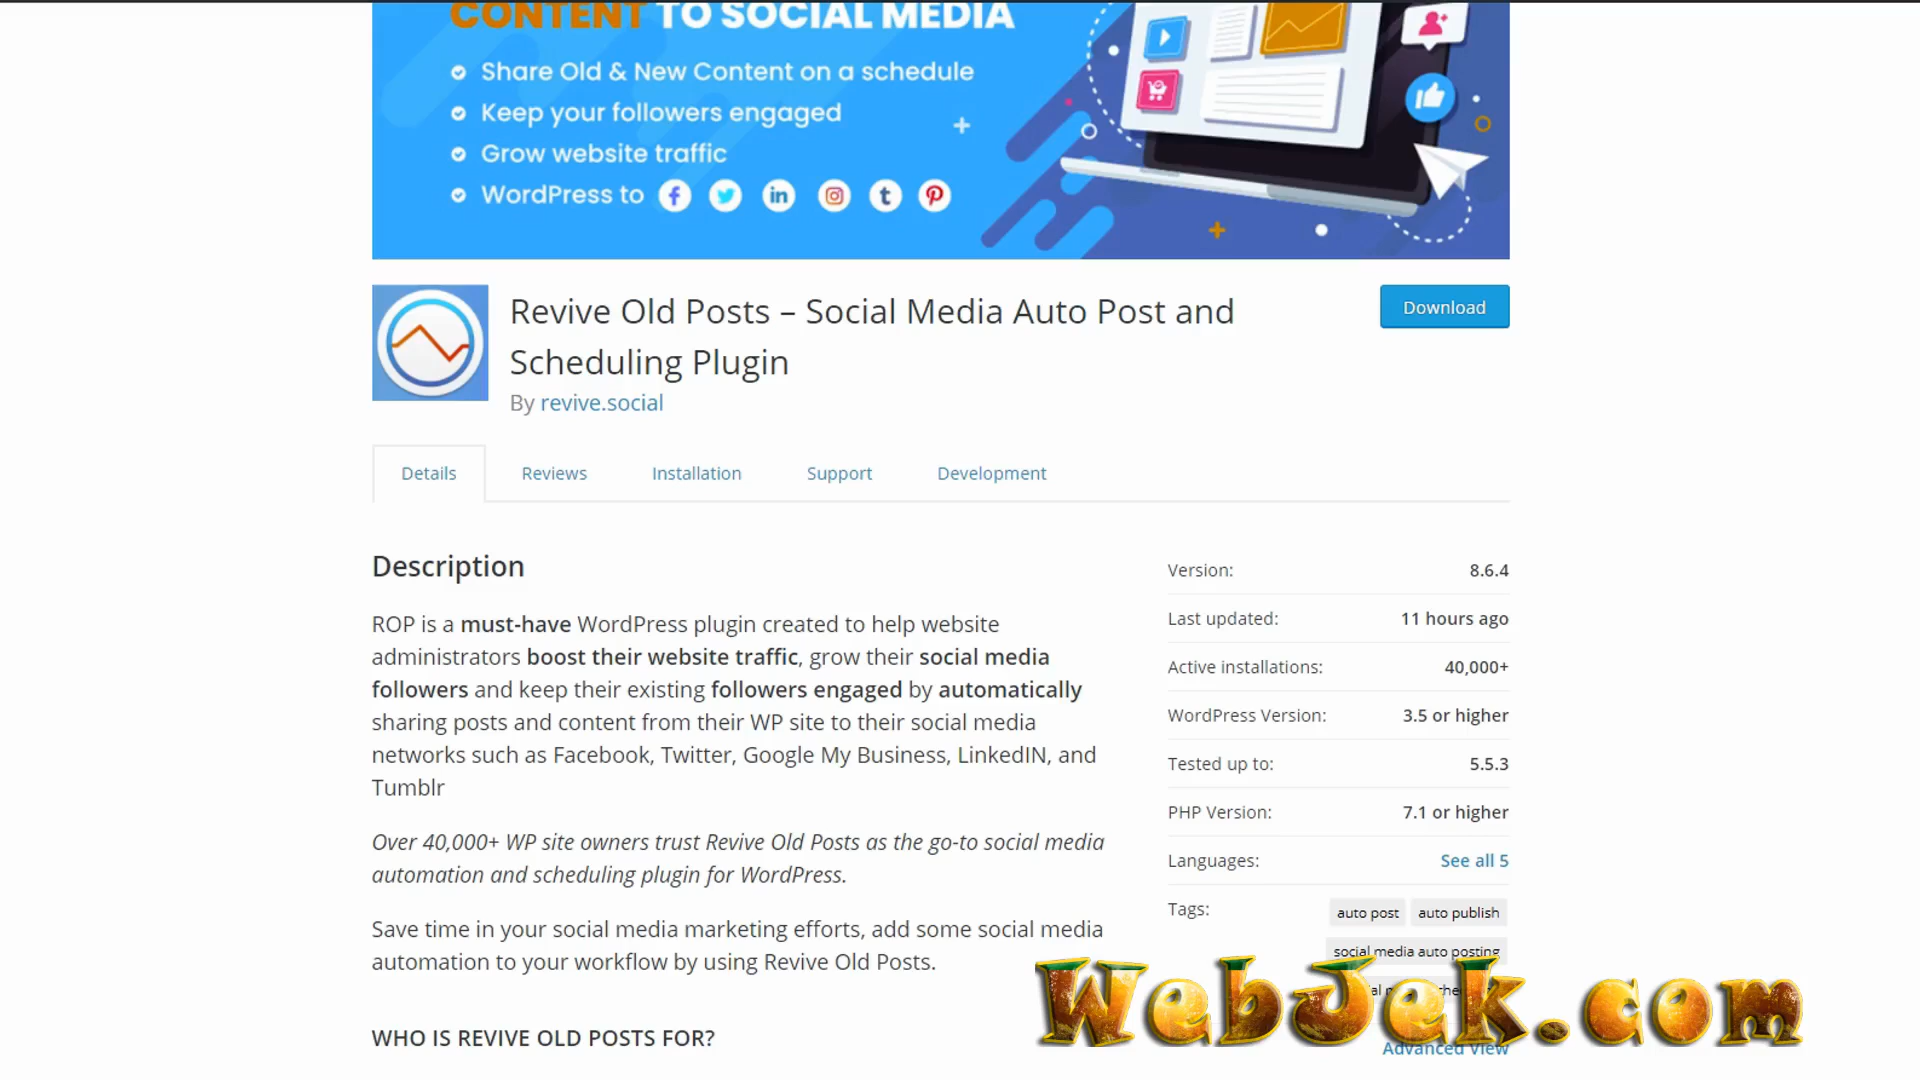 CONTENT TO SOCIAL MEDIA
Share Old & New Content on a schedule
Keep your followers engaged
Grow website traffic
WordPress to
Revive Old Posts – Social Media Auto Post and
Scheduling Plugin
By revive.social
Download
Details Reviews Installation Support Development
Description
ROP is a must-have WordPress plugin created to help website
administrators boost their website traffic, grow their social media
followers and keep their existing followers engaged by automatically
sharing posts and content from their WP site to their social media
networks such as Facebook, Twitter, Google My Business, LinkedIN, and
Tumblr
Over 40,000+ WP site owners trust Revive Old Posts as the go-to social media
automation and scheduling plugin for WordPress.
Save time in your social media marketing efforts, add some social media
automation to your workflow by using Revive Old Posts.
WHO IS REVIVE OLD POSTS FOR?
Version: 8.6.4
Last updated: 11 hours ago
Active installations: 40,000+
WordPress Version: 3.5 or higher
Tested up to: 5.5.3
PHP Version: 7.1 or higher
Languages: See all 5
Tags: auto post auto publish
social media auto posting
WebJek.com
Advanced View